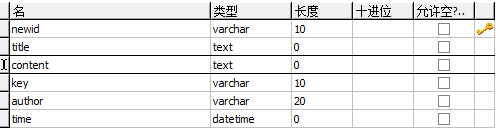 名 类型 长度 十进位 允许空?..
newid varchar 10
title text 0
content text 0
key varchar 10
author varchar 20
time datetime 0